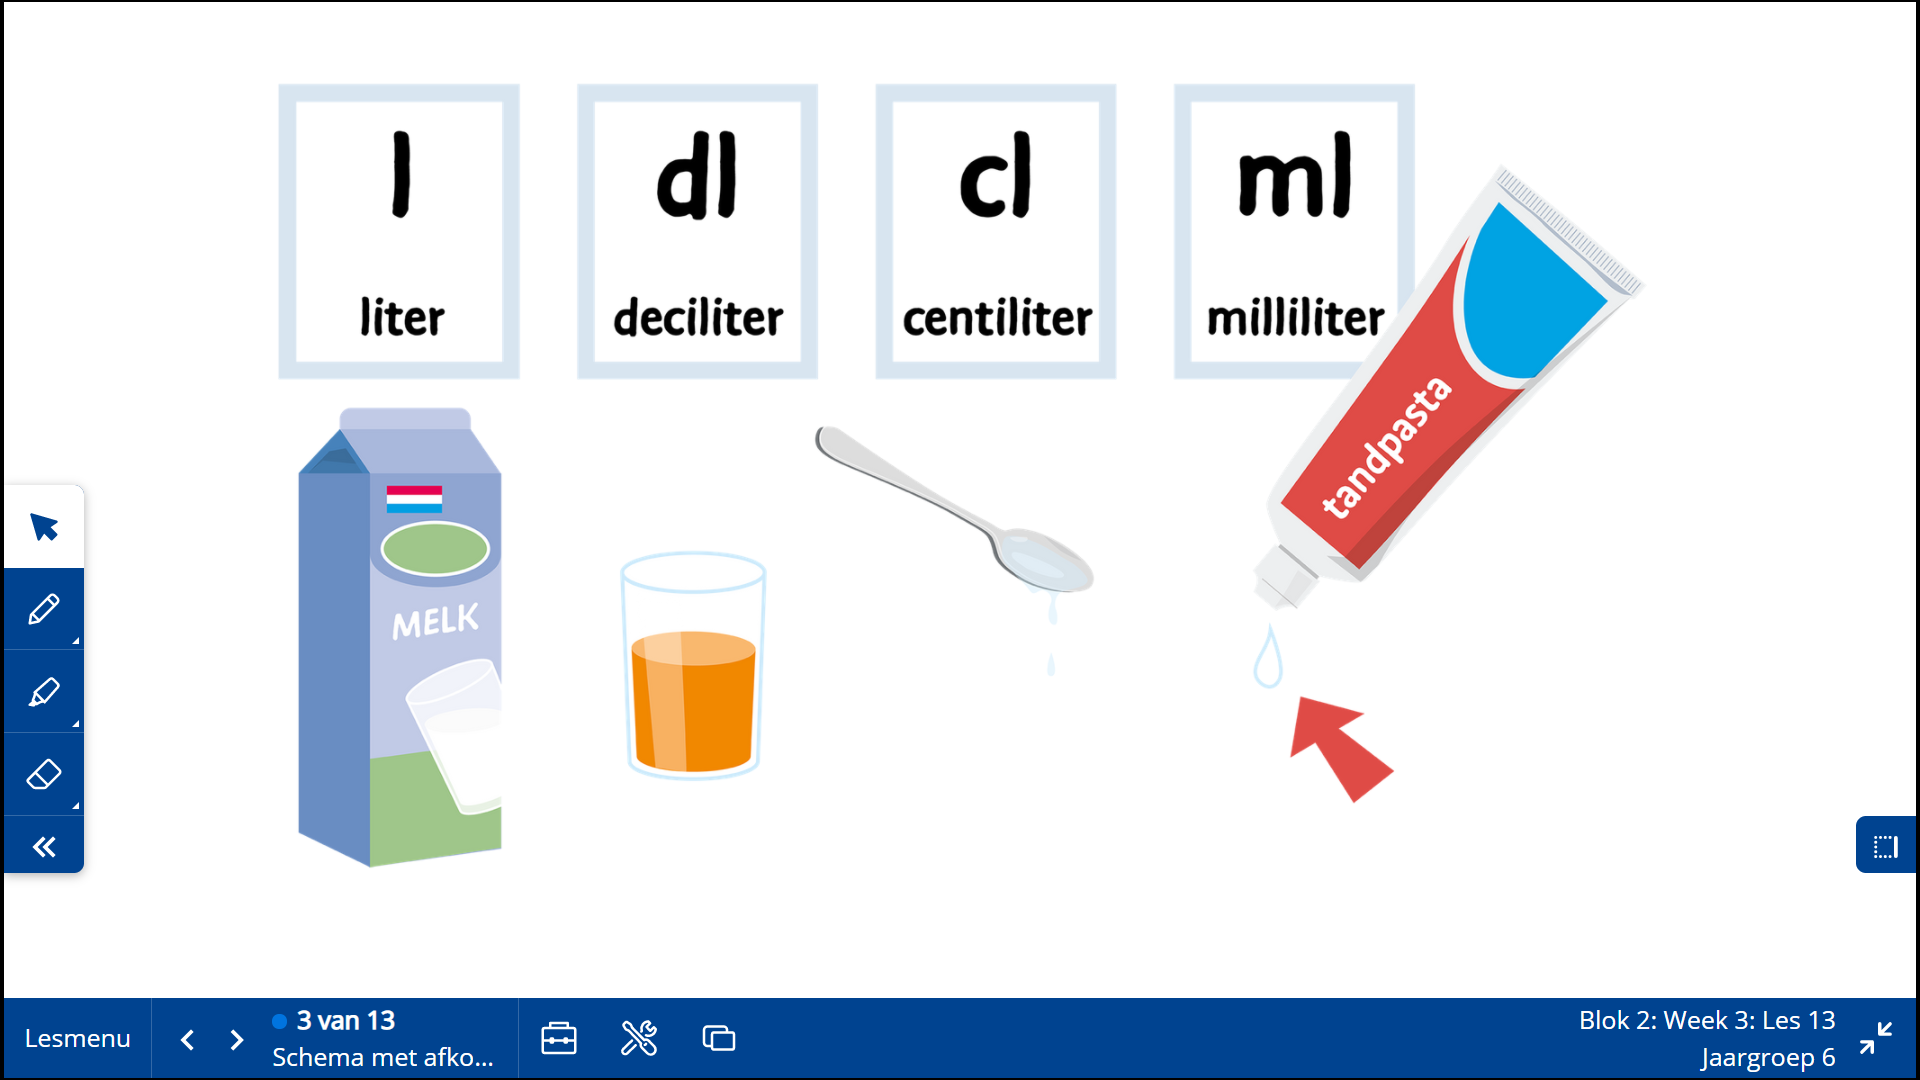 l
liter
dl
deciliter
cl
centiliter
ml
milliliter
MELK
tandpasta
Lesmenu
3 van 13
Schema met afko...
Blok 2: Week 3: Les 13
Jaargroep 6